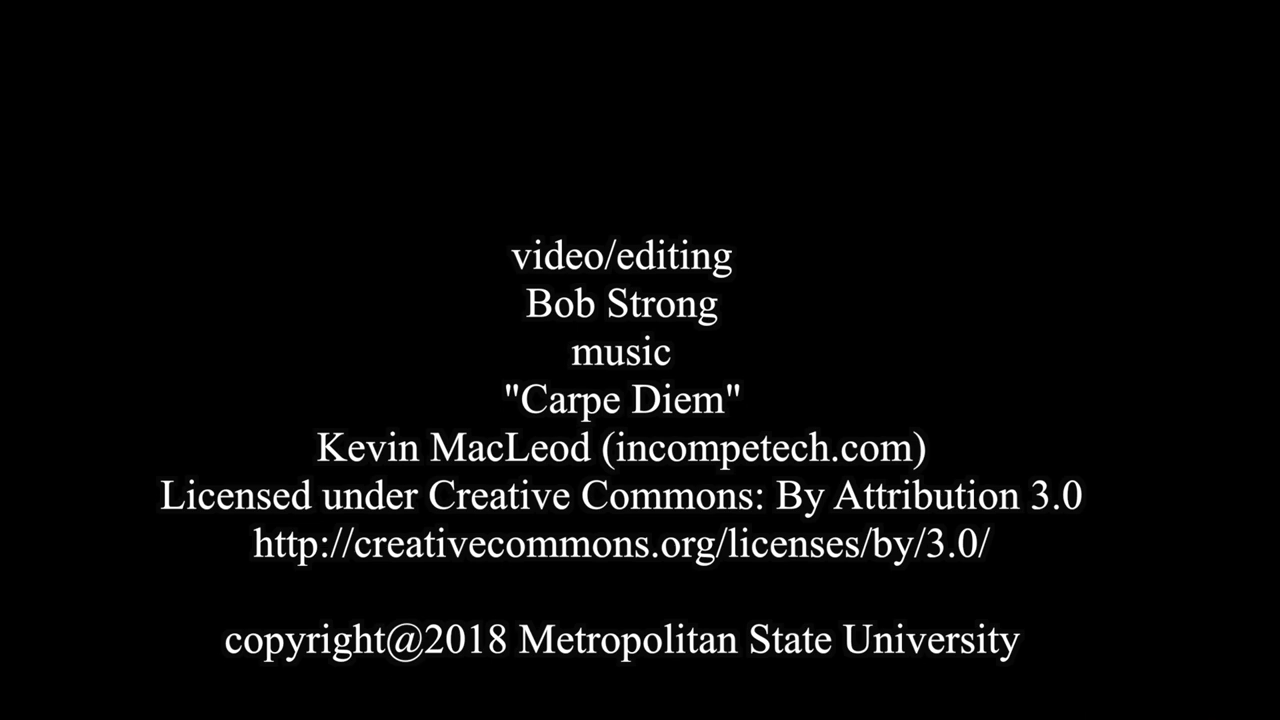 video/editing
Bob Strong
music
"Carpe Diem"
Kevin MacLeod (incompetech.com)
Licensed under Creative Commons: By Attribution 3.0
http://creativecommons.org/licenses/by/3.0/
copyright@2018 Metropolitan State University